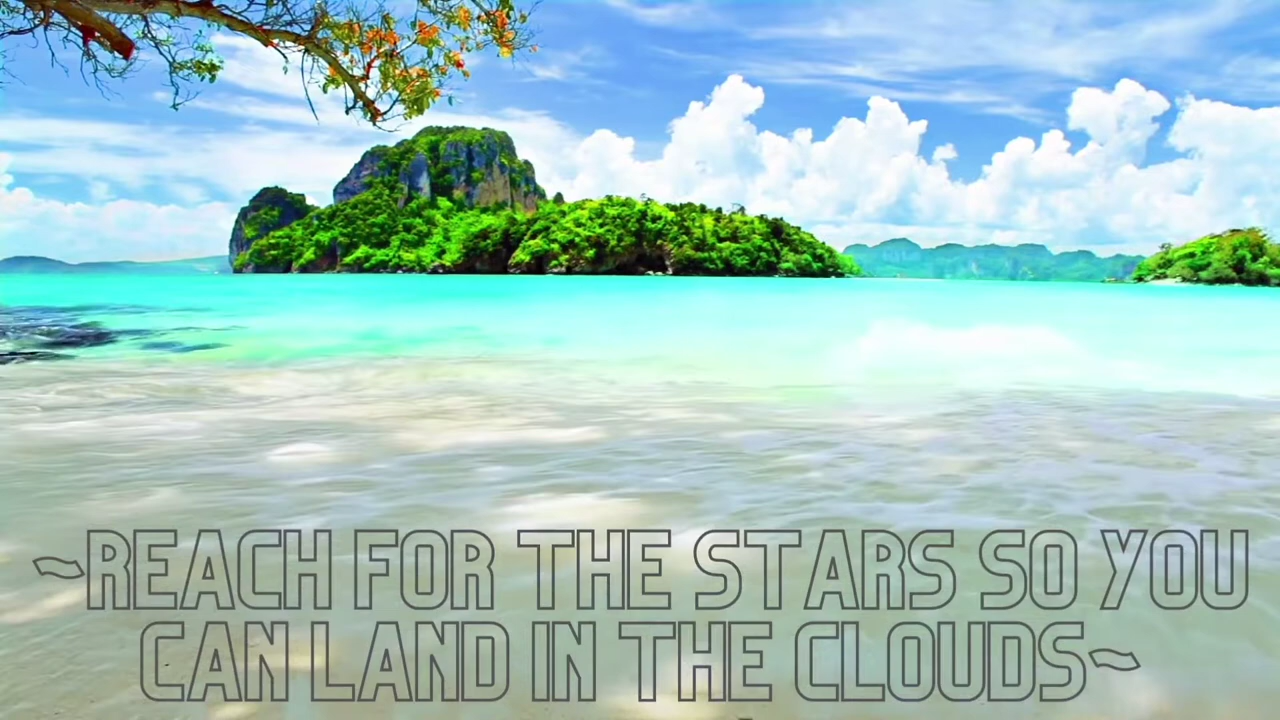 ~REACH FOR THE STARS SO YOU
CAN LAND IN THE CLOUDS~